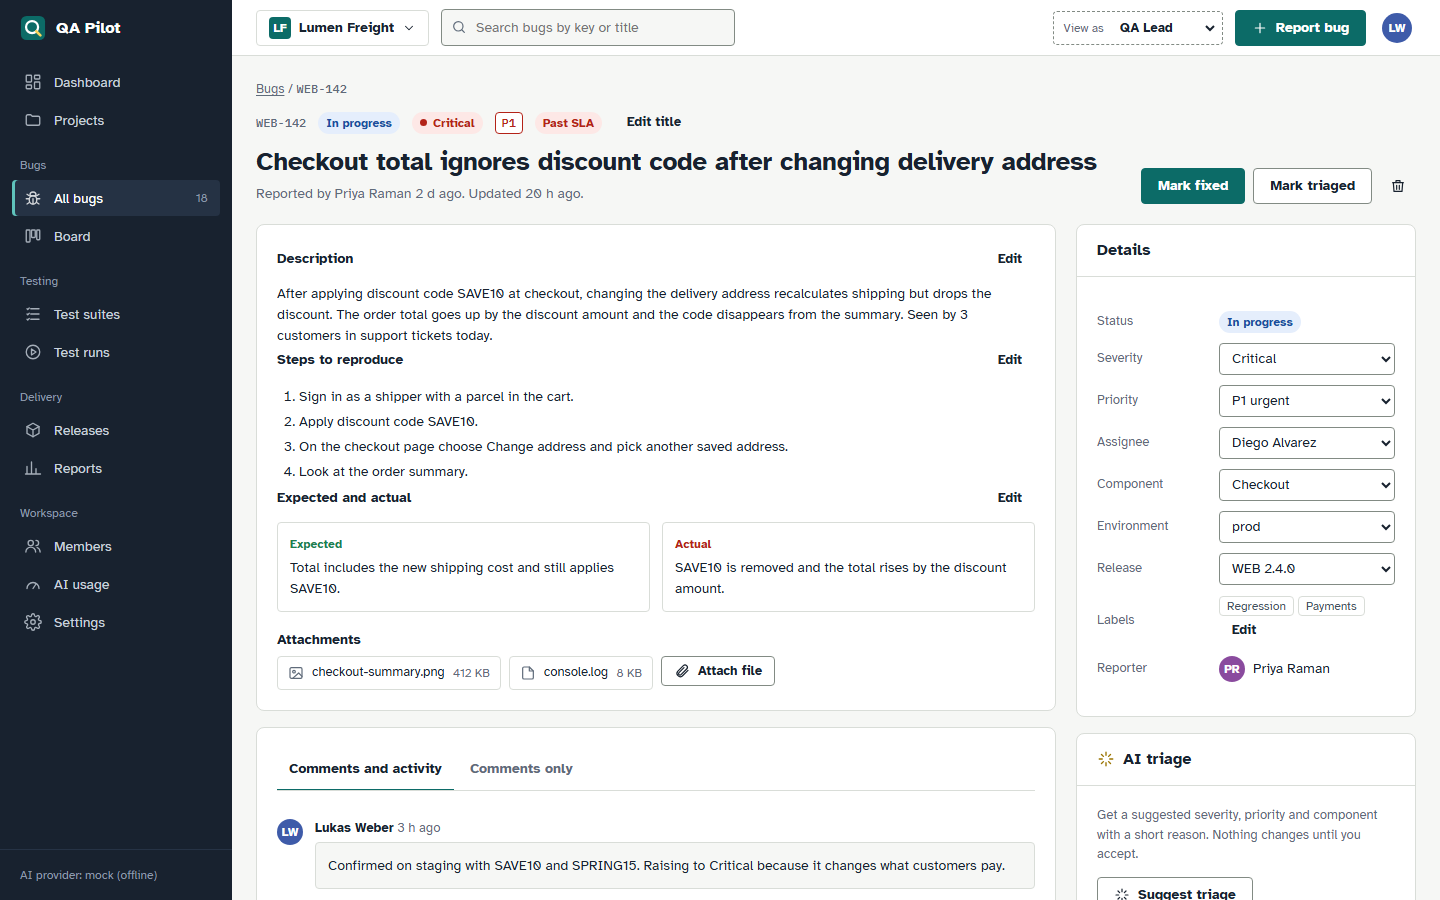 QA Pilot
Dashboard
Projects
Bugs
All bugs 18
Board
Testing
Test suites
Test runs
Delivery
Releases
Reports
Workspace
Members
AI usage
Settings
AI provider: mock (offline)
LF Lumen Freight
Search bugs by key or title
View as QA Lead
Report bug
LW
Bugs / WEB-142
WEB-142 In progress Critical P1 Past SLA Edit title
Checkout total ignores discount code after changing delivery address
Reported by Priya Raman 2 d ago. Updated 20 h ago.
Mark fixed
Mark triaged
Description Edit
After applying discount code SAVE10 at checkout, changing the delivery address recalculates shipping but drops the
discount. The order total goes up by the discount amount and the code disappears from the summary. Seen by 3
customers in support tickets today.
Steps to reproduce Edit
1. Sign in as a shipper with a parcel in the cart.
2. Apply discount code SAVE10.
3. On the checkout page choose Change address and pick another saved address.
4. Look at the order summary.
Expected and actual Edit
Expected
Total includes the new shipping cost and still applies
SAVE10.
Actual
SAVE10 is removed and the total rises by the discount
amount.
Attachments
checkout-summary.png 412 KB
console.log 8 KB
Attach file
Comments and activity
Comments only
LW Lukas Weber 3 h ago
Confirmed on staging with SAVE10 and SPRING15. Raising to Critical because it changes what customers pay.
Details
Status In progress
Severity Critical
Priority P1 urgent
Assignee Diego Alvarez
Component Checkout
Environment prod
Release WEB 2.4.0
Labels Regression Payments
Edit
Reporter PR Priya Raman
AI triage
Get a suggested severity, priority and component
with a short reason. Nothing changes until you
accept.
Suggest triage